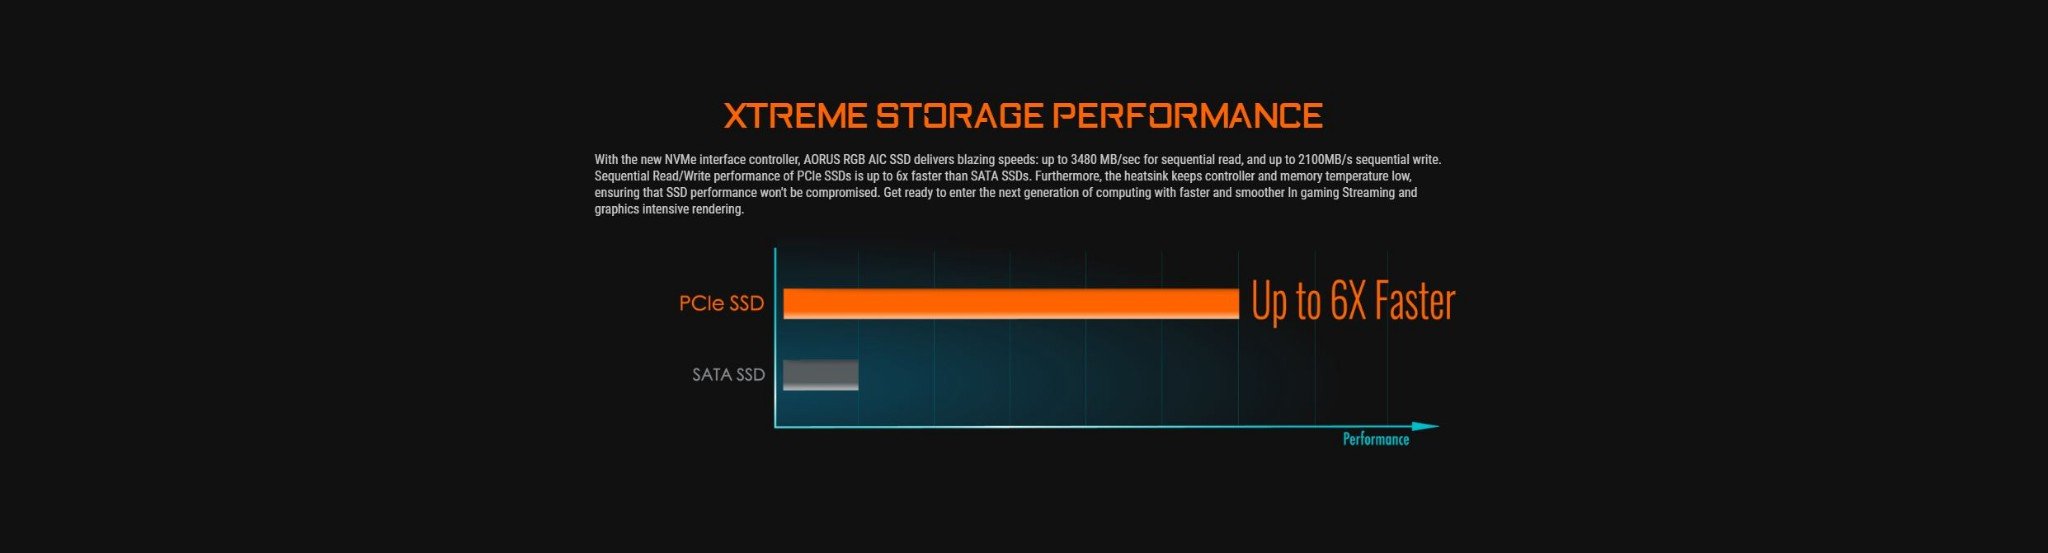 XTREME STORAGE PERFORMANCE
With the new NVMe interface controller, AORUS RGB AIC SSD delivers blazing speeds: up to 3480 MB/sec for sequential read, and up to 2100MB/s sequential write.
Sequential Read/Write performance of PCIe SSDs is up to 6x faster than SATA SSDs. Furthermore, the heatsink keeps controller and memory temperature low,
ensuring that SSD performance won't be compromised. Get ready to enter the next generation of computing with faster and smoother In gaming Streaming and
graphics intensive rendering.
PCIe SSD
Up to 6X Faster
SATA SSD
Performance